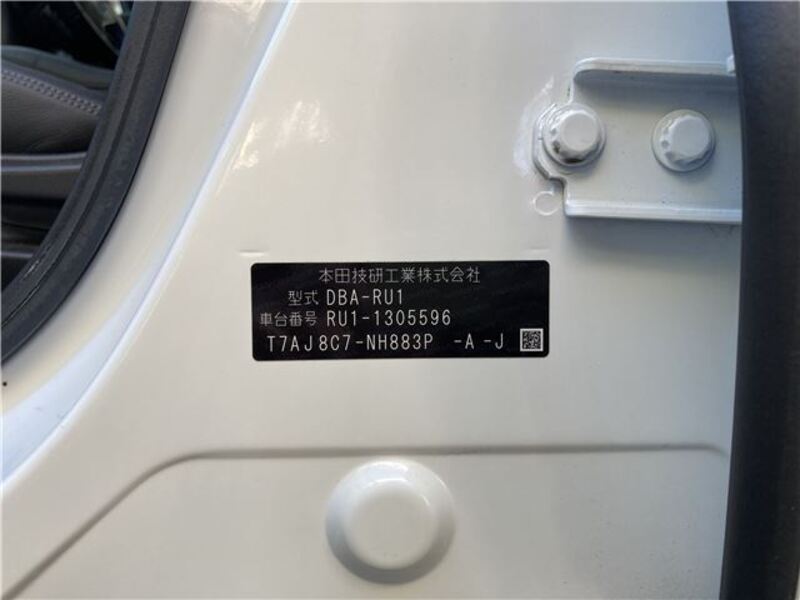 本田技研工業株式会社
型式 DBA-RU1
車台番号 RU1-1305596
T7AJ8C7-NH883P -A-J